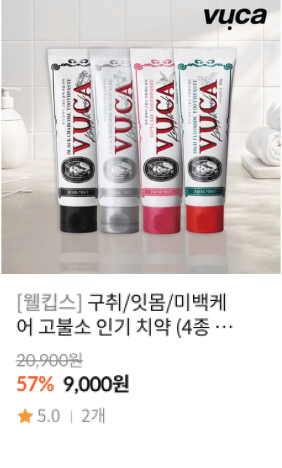 vuca
VUCA
VUCA
VUCA
VUCA
[웰킵스] 구취/잇몸/미백케
어 고불소 인기 치약 (4종 …
20,900원
57% 9,000원
★ 5.0 | 2개